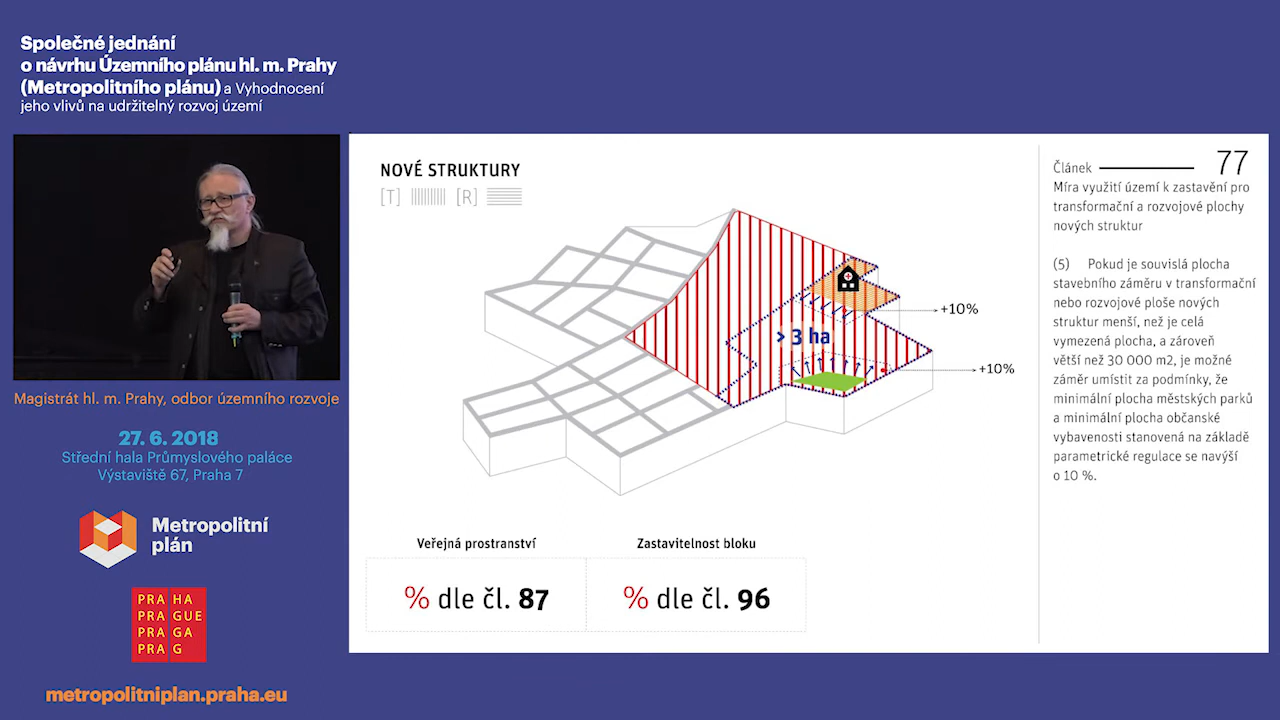 Společné jednání
o návrhu Územního plánu hl. m. Prahy
(Metropolitního plánu) a Vyhodnocení
jeho vlivů na udržitelný rozvoj území
Magistrát hl. m. Prahy, odbor územního rozvoje
27. 6. 2018
Střední hala Průmyslového paláce
Výstaviště 67, Praha 7
Metropolitní
plán
PRA HA
PRA GUE
PRA GA
PRA G
metropolitniplan.praha.eu
NOVÉ STRUKTURY
[T] [R]
+10%
> 3 ha
+10%
Veřejná prostranství
Zastavitelnost bloku
% dle čl. 87
% dle čl. 96
Článek 77
Míra využití území k zastavění pro
transformační a rozvojové plochy
nových struktur
(5) Pokud je souvislá plocha
stavebního záměru v transformační
nebo rozvojové ploše nových
struktur menší, než je celá
vymezená plocha, a zároveň
větší než 30 000 m2, je možné
záměr umístit za podmínky, že
minimální plocha městských parků
a minimální plocha občanské
vybavenosti stanovená na základě
parametrické regulace se navýší
o 10 %.